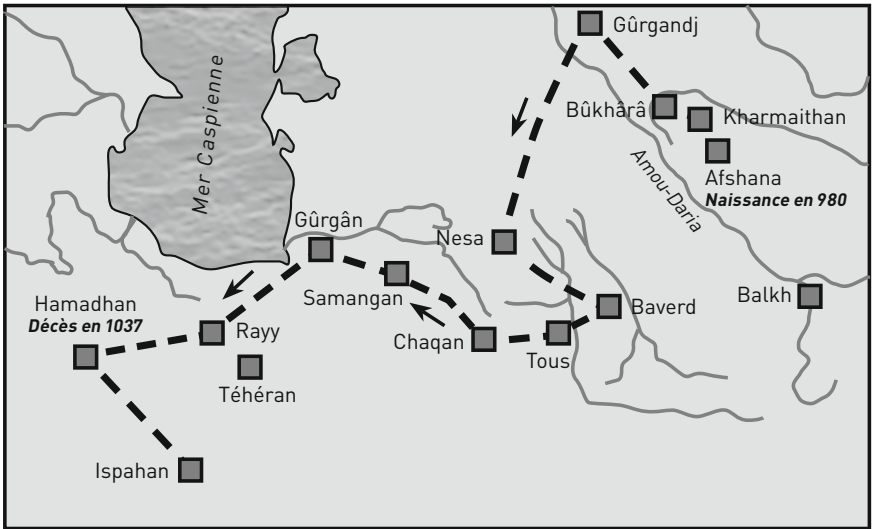 Gûrgandj
Mer Caspienne
Bûkhârâ
Kharmaithan
Amou-Daria
Afshana
Naissance en 980
Gûrgân
Nesa
Samangan
Hamadhan
Décès en 1037
Rayy
Chaqan
Tous
Baverd
Balkh
Téhéran
Ispahan